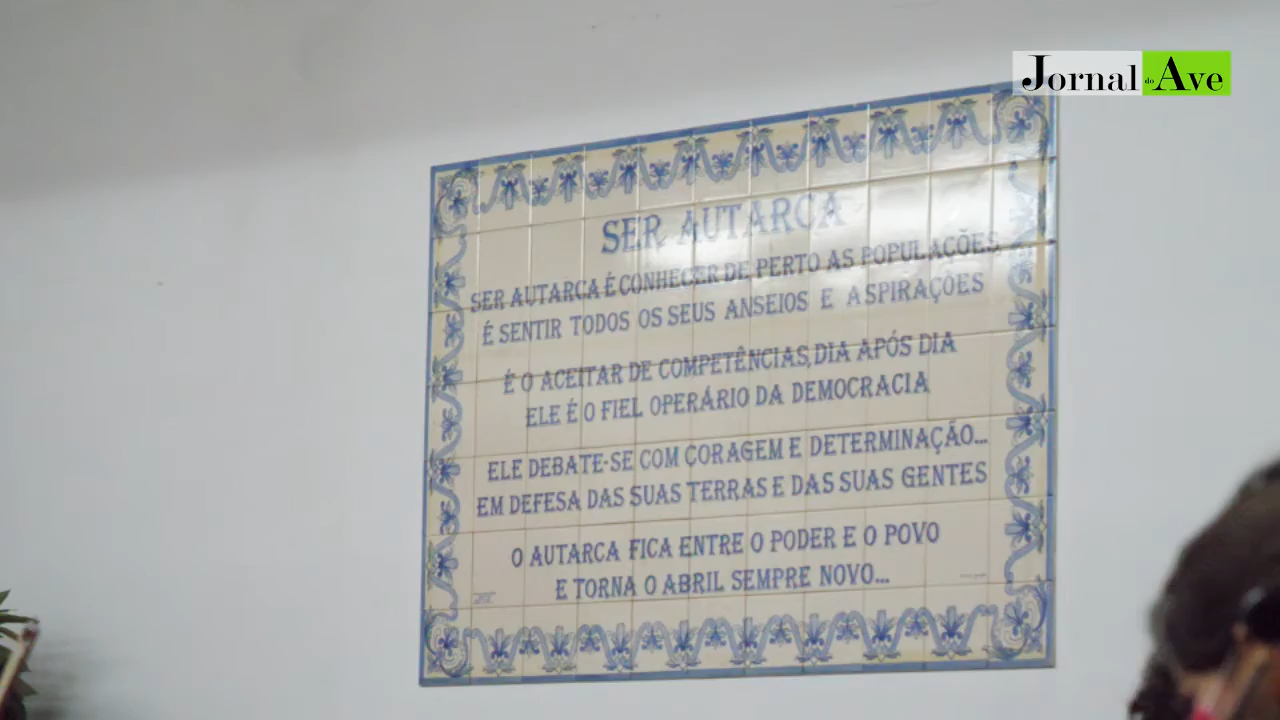 Jornal do Ave
SER AUTARCA
SER AUTARCA É CONHECER DE PERTO AS POPULAÇÕES
É SENTIR TODOS OS SEUS ANSEIOS E ASPIRAÇÕES
É O ACEITAR DE COMPETÊNCIAS, DIA APÓS DIA
ELE É O FIEL OPERÁRIO DA DEMOCRACIA
ELE DEBATE-SE COM CORAGEM E DETERMINAÇÃO...
EM DEFESA DAS SUAS TERRAS E DAS SUAS GENTES
O AUTARCA FICA ENTRE O PODER E O POVO
E TORNA O ABRIL SEMPRE NOVO...